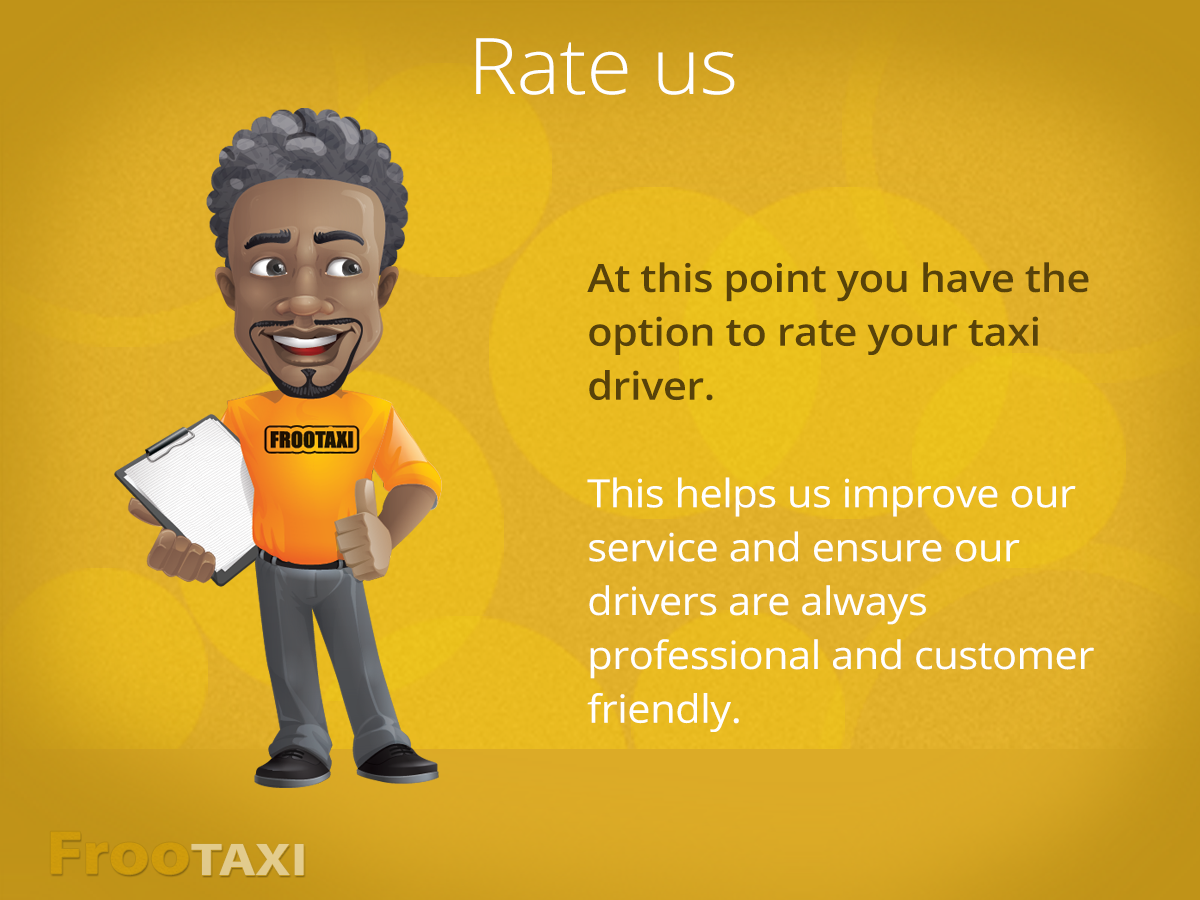 Rate us
FROOTAXI
At this point you have the
option to rate your taxi
driver.
This helps us improve our
service and ensure our
drivers are always
professional and customer
friendly.
FrooTAXI